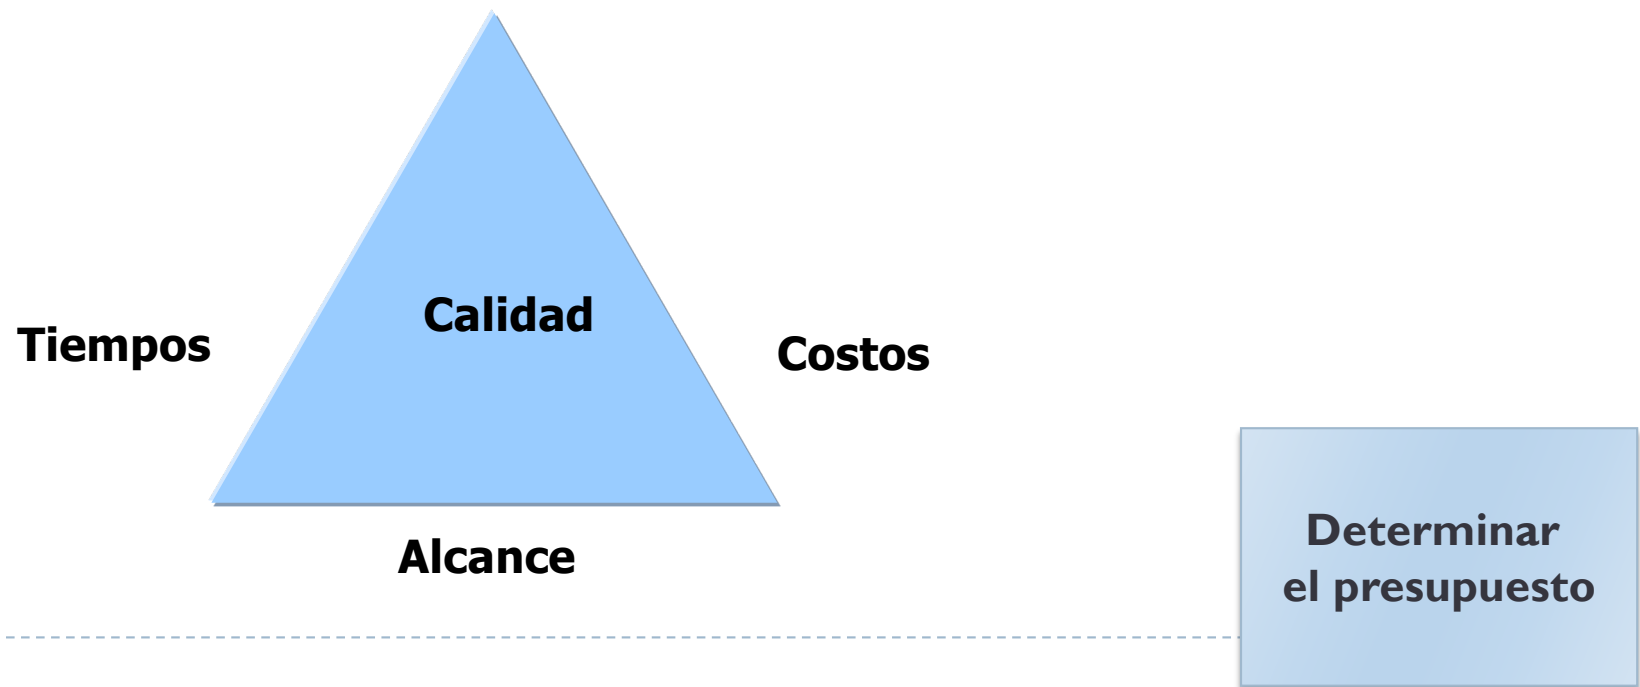 Calidad
Tiempos
Costos
Alcance
Determinar
el presupuesto